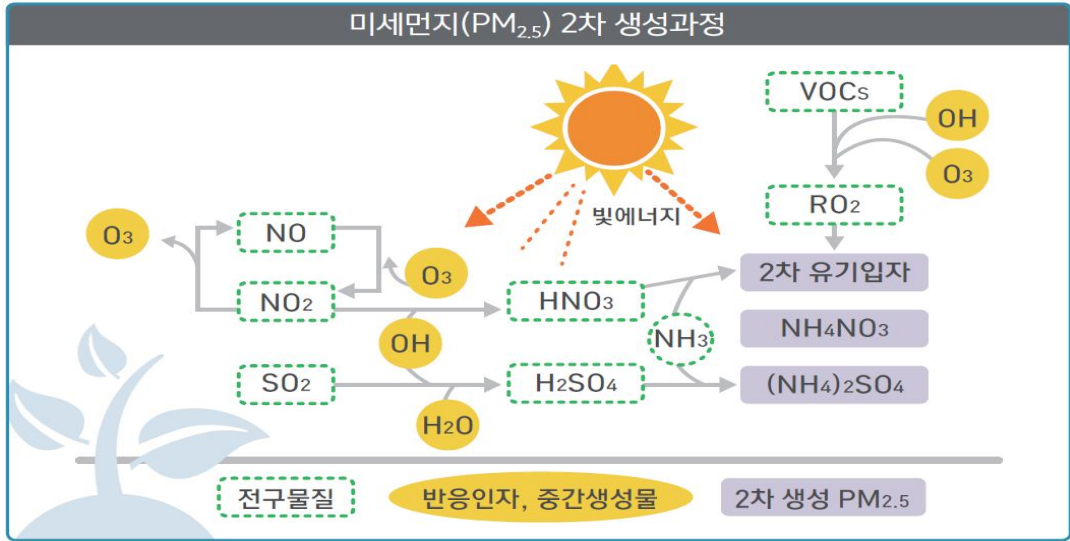 미세먼지(PM2.5) 2차 생성과정
VOCs
OH
O3
RO2
빛에너지
O3
NO
O3
NO2
HNO3
2차 유기입자
OH
NH3
NH4NO3
SO2
H2SO4
(NH4)2SO4
H2O
전구물질
반응인자, 중간생성물
2차 생성 PM2.5